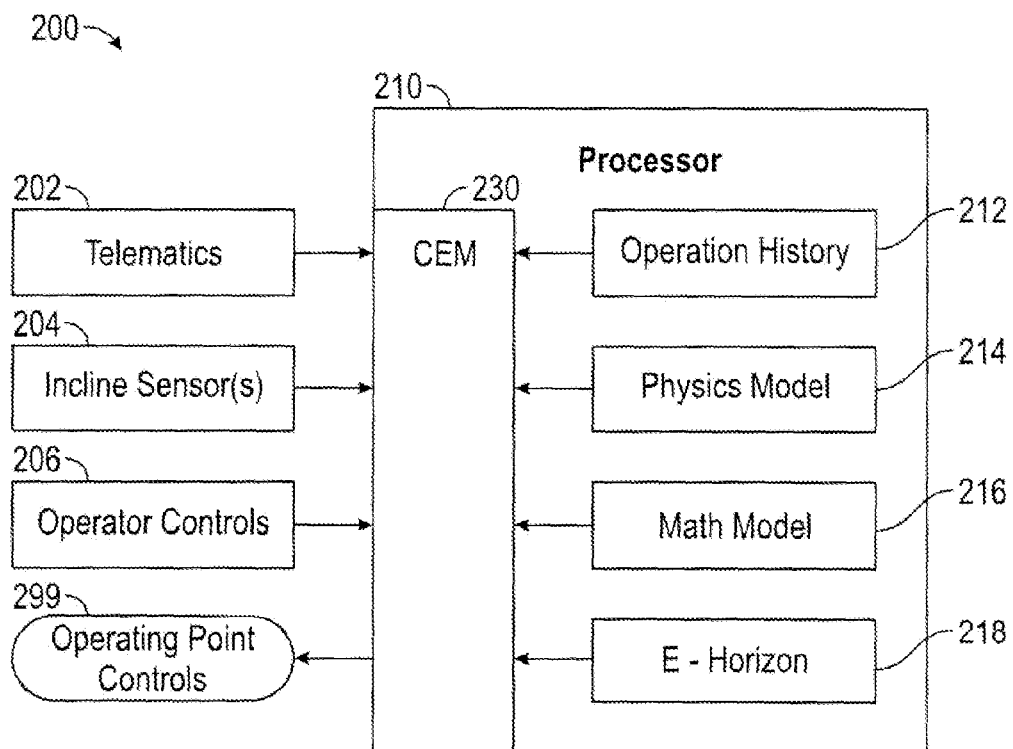 200
210
Processor
202
Telematics
230
CEM
Operation History
212
204
Incline Sensor(s)
Physics Model
214
206
Operator Controls
Math Model
216
299
Operating Point
Controls
E - Horizon
218